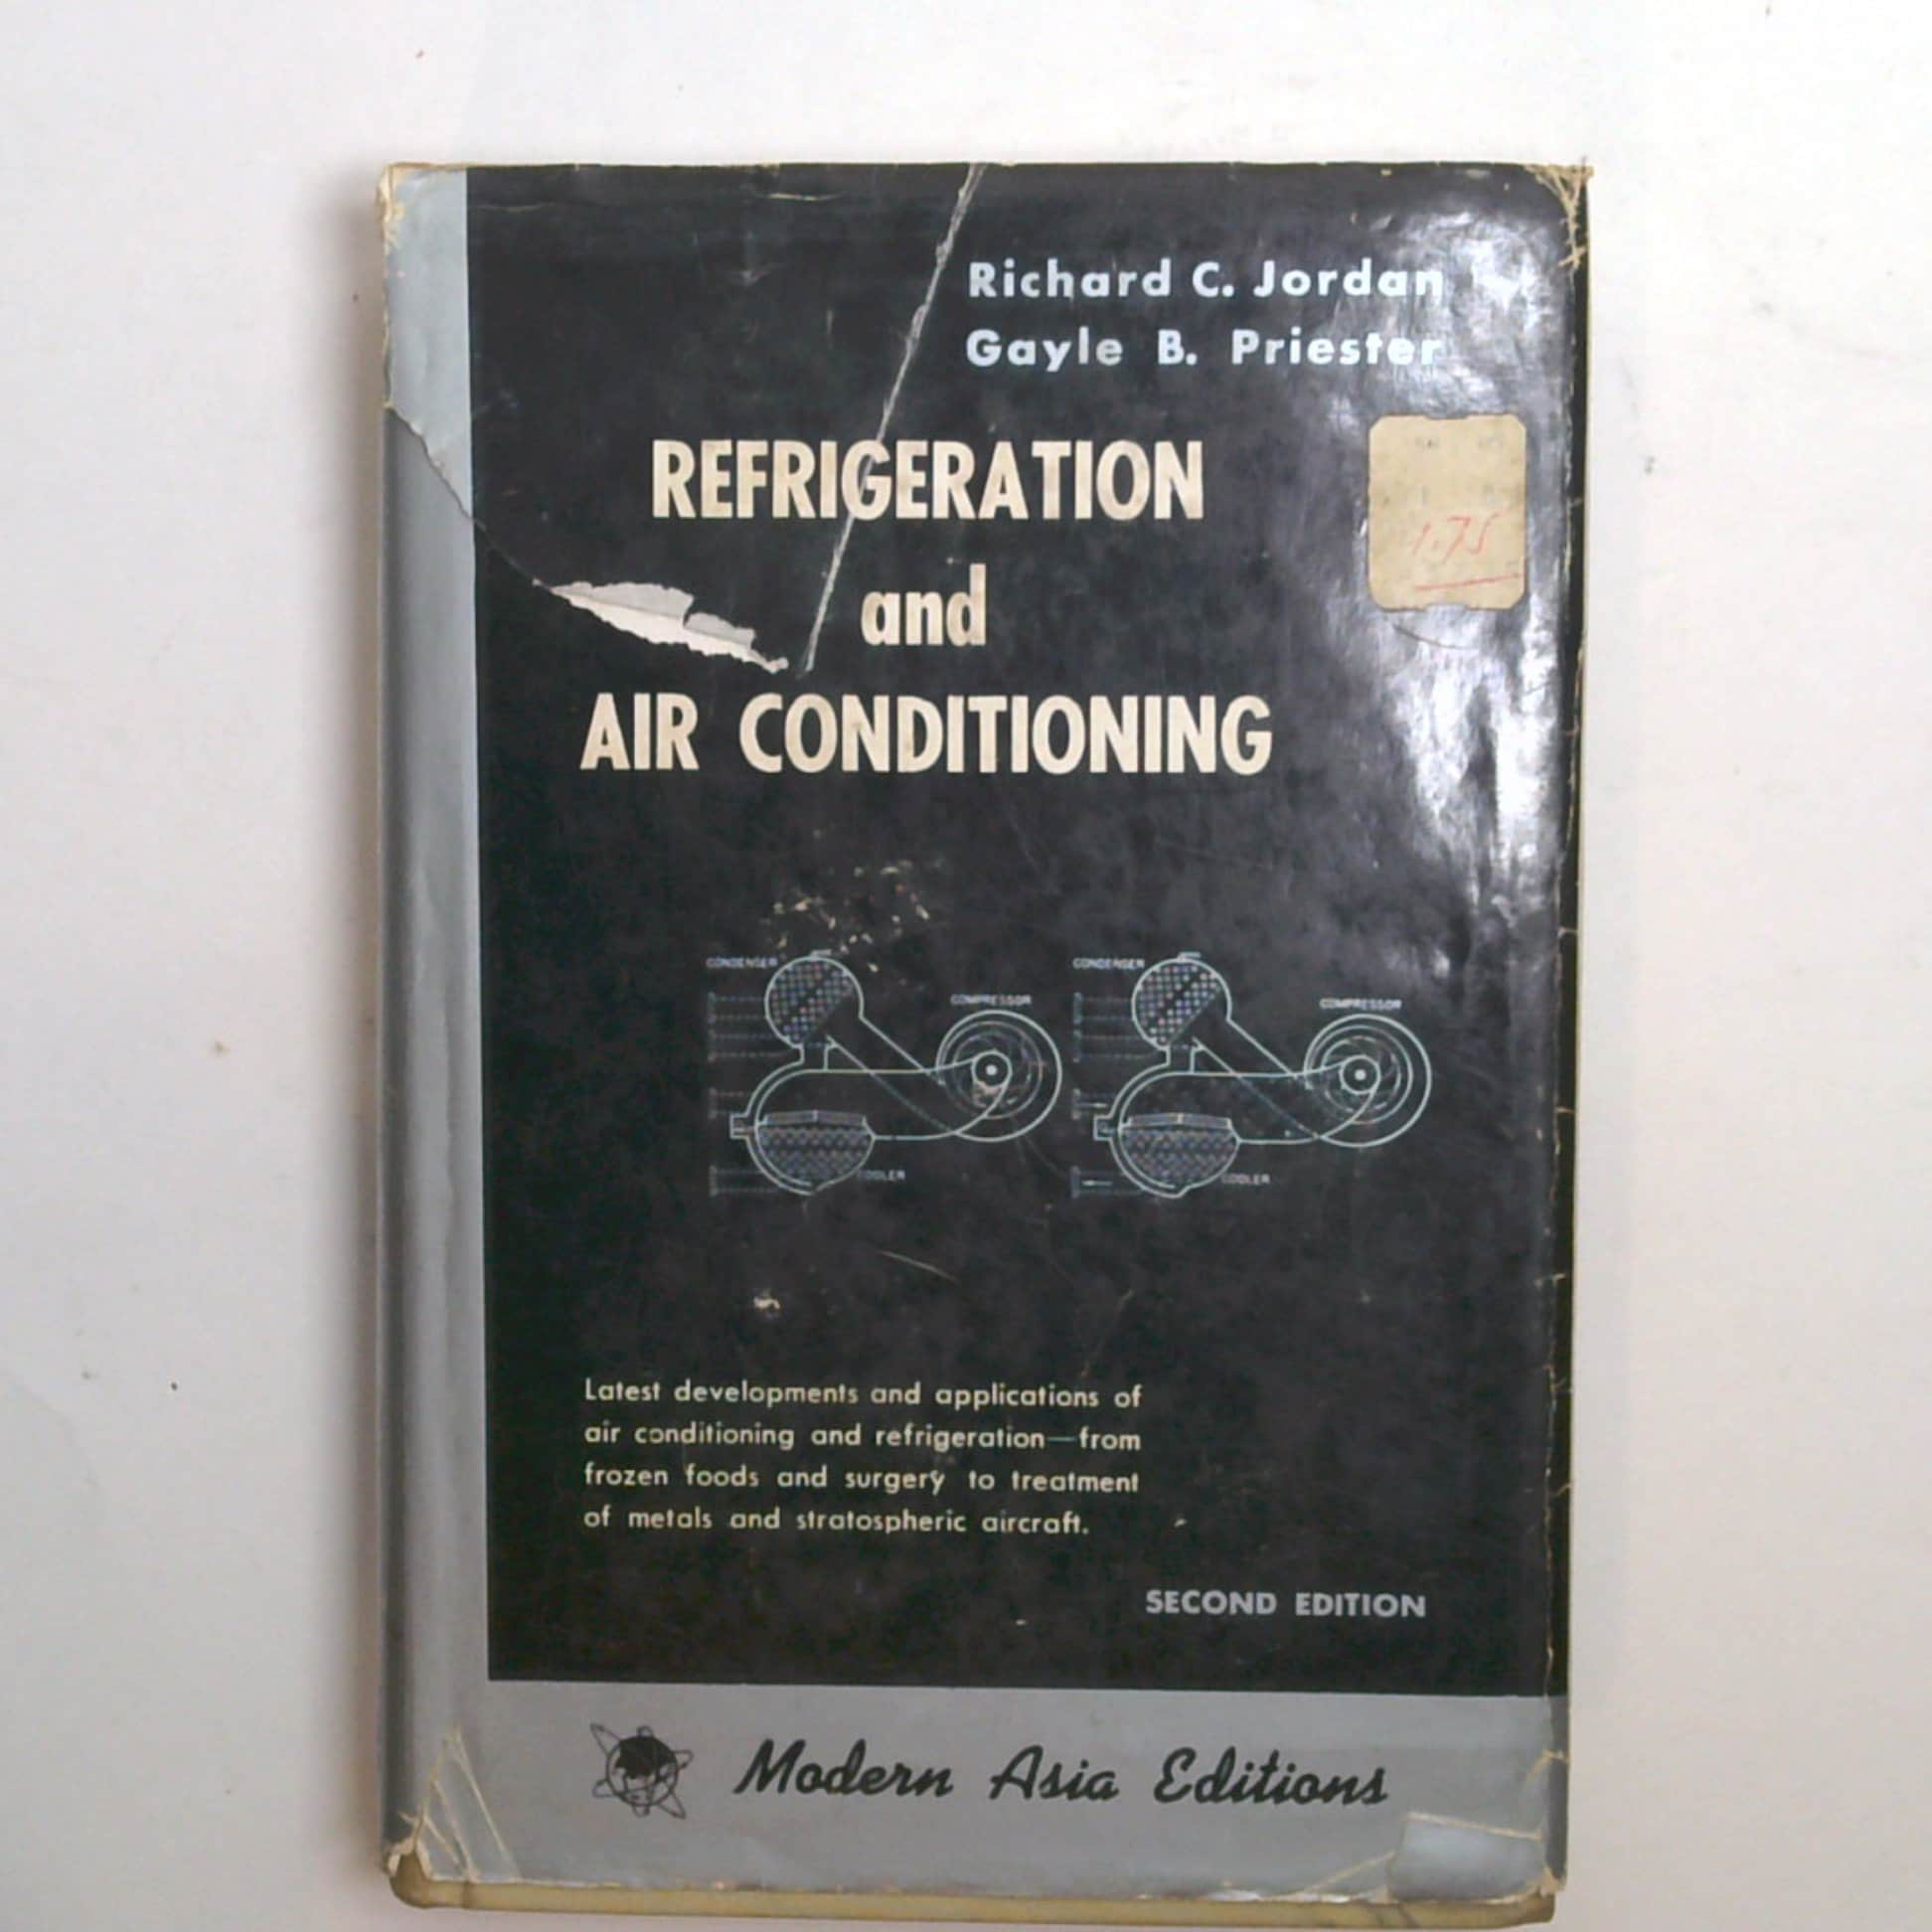 Richard C. Jordan
Gayle B. Priester
1.75
REFRIGERATION
and
AIR CONDITIONING
CONDENSER
COMPRESSOR
COOLER
CONDENSER
COMPRESSOR
COOLER
Latest developments and applications of
air conditioning and refrigeration—from
frozen foods and surgery to treatment
of metals and stratospheric aircraft.
SECOND EDITION
Modern Asia Editions